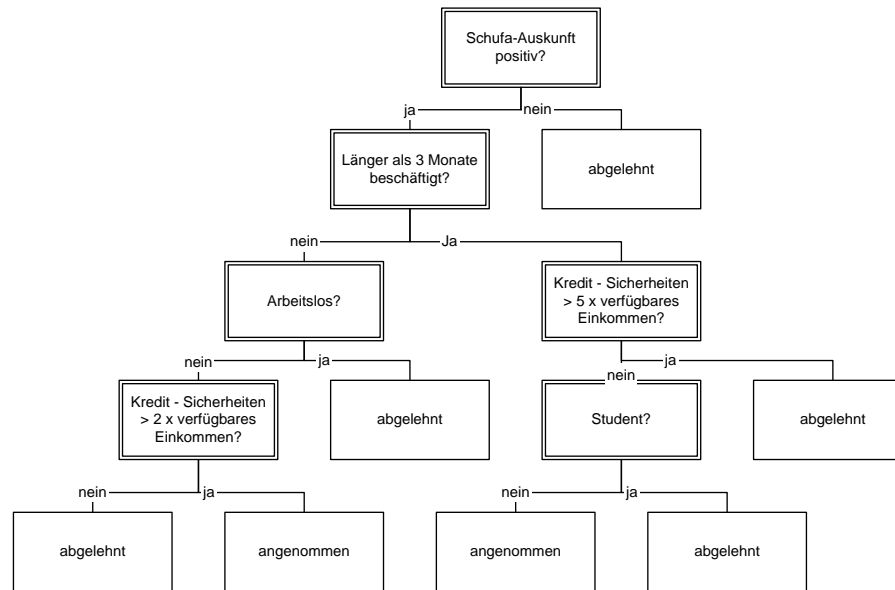 Schufa-Auskunft
positiv?
ja
nein
Länger als 3 Monate
beschäftigt?
abgelehnt
nein
Ja
Arbeitslos?
Kredit - Sicherheiten
> 5 x verfügbares
Einkommen?
nein
ja
nein
ja
Kredit - Sicherheiten
> 2 x verfügbares
Einkommen?
abgelehnt
Student?
abgelehnt
nein
ja
nein
ja
abgelehnt
angenommen
angenommen
abgelehnt